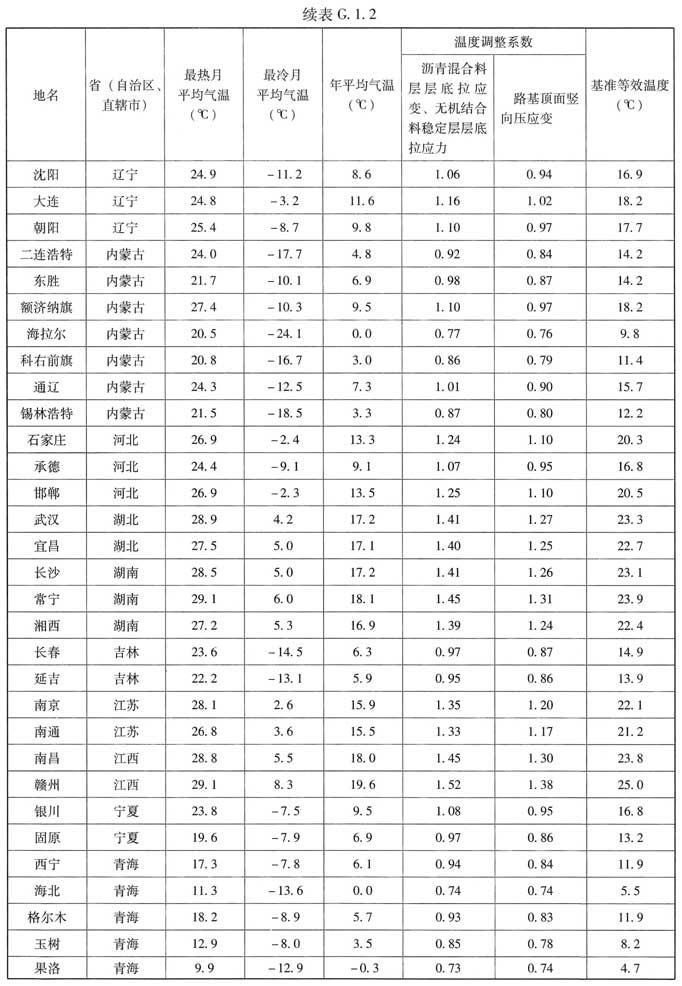 续表 G.1.2
地名 省（自治区、直辖市） 最热月平均气温（℃） 最冷月平均气温（℃） 年平均气温（℃） 温度调整系数 基准等效温度（℃）
沥青混合料层层底拉应变、无机结合料稳定层层底拉应力 路基顶面竖向压应变
沈阳 辽宁 24.9 -11.2 8.6 1.06 0.94 16.9
大连 辽宁 24.8 -3.2 11.6 1.16 1.02 18.2
朝阳 辽宁 25.4 -8.7 9.8 1.10 0.97 17.7
二连浩特 内蒙古 24.0 -17.7 4.8 0.92 0.84 14.2
东胜 内蒙古 21.7 -10.1 6.9 0.98 0.87 14.2
额济纳旗 内蒙古 27.4 -10.3 9.5 1.10 0.97 18.2
海拉尔 内蒙古 20.5 -24.1 0.0 0.77 0.76 9.8
科右前旗 内蒙古 20.8 -16.7 3.0 0.86 0.79 11.4
通辽 内蒙古 24.3 -12.5 7.3 1.01 0.90 15.7
锡林浩特 内蒙古 21.5 -18.5 3.3 0.87 0.80 12.2
石家庄 河北 26.9 -2.4 13.3 1.24 1.10 20.3
承德 河北 24.4 -9.1 9.1 1.07 0.95 16.8
邯郸 河北 26.9 -2.3 13.5 1.25 1.10 20.5
武汉 湖北 28.9 4.2 17.2 1.41 1.27 23.3
宜昌 湖北 27.5 5.0 17.1 1.40 1.25 22.7
长沙 湖南 28.5 5.0 17.2 1.41 1.26 23.1
常宁 湖南 29.1 6.0 18.1 1.45 1.31 23.9
湘西 湖南 27.2 5.3 16.9 1.39 1.24 22.4
长春 吉林 23.6 -14.5 6.3 0.97 0.87 14.9
延吉 吉林 22.2 -13.1 5.9 0.95 0.86 13.9
南京 江苏 28.1 2.6 15.9 1.35 1.20 22.1
南通 江苏 26.8 3.6 15.5 1.33 1.17 21.2
南昌 江西 28.8 5.5 18.0 1.45 1.30 23.8
赣州 江西 29.1 8.3 19.6 1.52 1.38 25.0
银川 宁夏 23.8 -7.5 9.5 1.08 0.95 16.8
固原 宁夏 19.6 -7.9 6.9 0.97 0.86 13.2
西宁 青海 17.3 -7.8 6.1 0.94 0.84 11.9
海北 青海 11.3 -13.6 0.0 0.74 0.74 5.5
格尔木 青海 18.2 -8.9 5.7 0.93 0.83 11.9
玉树 青海 12.9 -8.0 3.5 0.85 0.78 8.2
果洛 青海 9.9 -12.9 -0.3 0.73 0.74 4.7